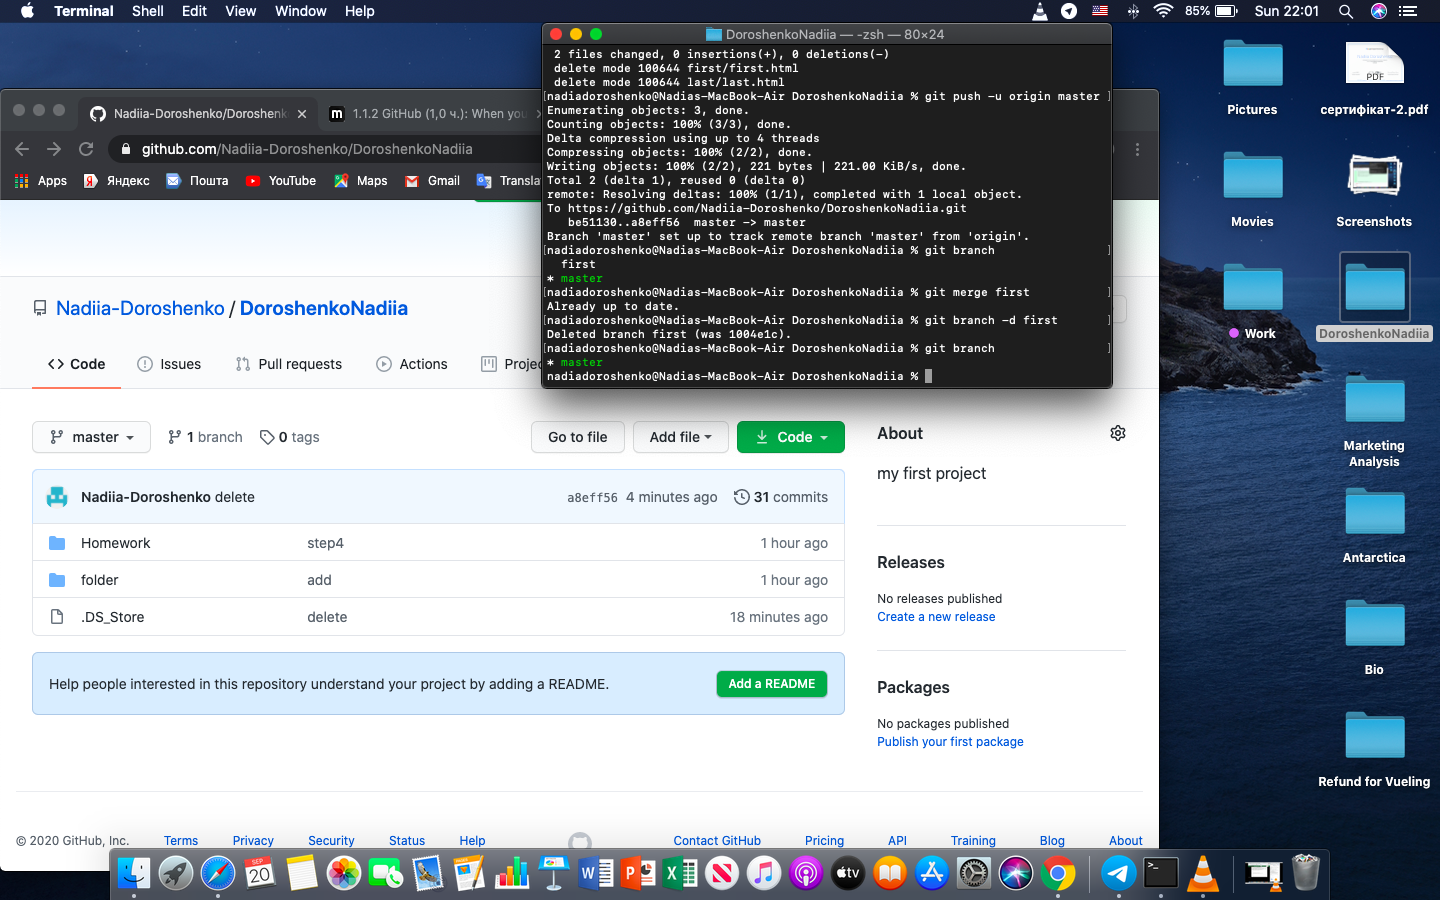 Terminal Shell Edit View Window Help
85% Sun 22:01
DoroshenkoNadiia — -zsh — 80×24
2 files changed, 0 insertions(+), 0 deletions(-)
delete mode 100644 first/first.html
delete mode 100644 last/last.html
[nadiadoroshenko@Nadias-MacBook-Air DoroshenkoNadiia % git push -u origin master ]
Enumerating objects: 3, done.
Counting objects: 100% (3/3), done.
Delta compression using up to 4 threads
Compressing objects: 100% (2/2), done.
Writing objects: 100% (2/2), 221 bytes | 221.00 KiB/s, done.
Total 2 (delta 1), reused 0 (delta 0)
remote: Resolving deltas: 100% (1/1), completed with 1 local object.
To https://github.com/Nadiia-Doroshenko/DoroshenkoNadiia.git
be51130..a8eff56 master -> master
Branch 'master' set up to track remote branch 'master' from 'origin'.
[nadiadoroshenko@Nadias-MacBook-Air DoroshenkoNadiia % git branch ]
first
* master
[nadiadoroshenko@Nadias-MacBook-Air DoroshenkoNadiia % git merge first ]
Already up to date.
[nadiadoroshenko@Nadias-MacBook-Air DoroshenkoNadiia % git branch -d first ]
Deleted branch first (was 1004e1c).
[nadiadoroshenko@Nadias-MacBook-Air DoroshenkoNadiia % git branch ]
* master
nadiadoroshenko@Nadias-MacBook-Air DoroshenkoNadiia %
Nadiia-Doroshenko/Doroshenk
m 1.1.2 GitHub (1,0 ч.): When you
github.com/Nadiia-Doroshenko/DoroshenkoNadiia
Apps Яндекс Пошта YouTube Maps Gmail Transla
Nadiia-Doroshenko / DoroshenkoNadiia
Code Issues Pull requests Actions Projec
master 1 branch 0 tags Go to file Add file Code
Nadiia-Doroshenko delete a8eff56 4 minutes ago 31 commits
Homework step4 1 hour ago
folder add 1 hour ago
.DS_Store delete 18 minutes ago
Help people interested in this repository understand your project by adding a README. Add a README
About
my first project
Releases
No releases published
Create a new release
Packages
No packages published
Publish your first package
© 2020 GitHub, Inc. Terms Privacy Security Status Help Contact GitHub Pricing API Training Blog About
Pictures
PDF
сертифікат-2.pdf
Movies
Screenshots
Work
DoroshenkoNadiia
Marketing
Analysis
Antarctica
Bio
Refund for Vueling
SEP
20
W P X tv
>_